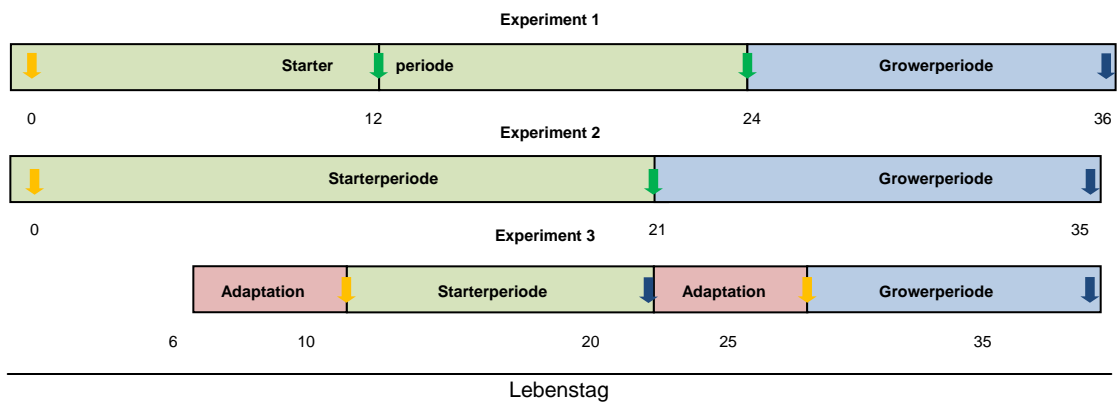 Experiment 1
Starter periode Growerperiode
0 12 24 36
Experiment 2
Starterperiode Growerperiode
0 21 35
Experiment 3
Adaptation Starterperiode Adaptation Growerperiode
6 10 20 25 35
Lebenstag